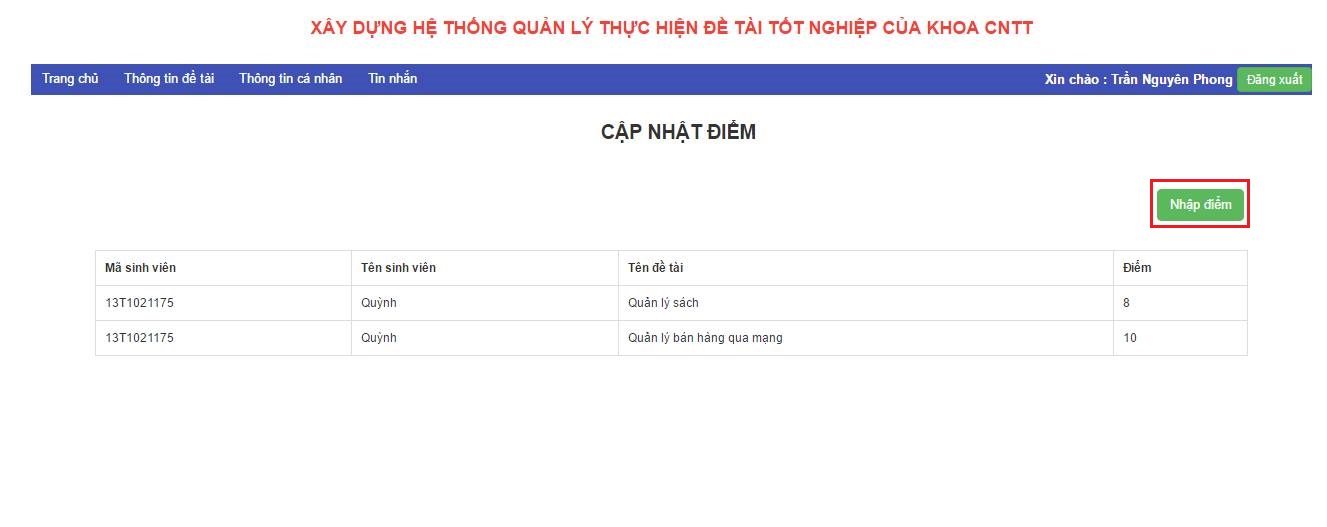 XÂY DỰNG HỆ THỐNG QUẢN LÝ THỰC HIỆN ĐỀ TÀI TỐT NGHIỆP CỦA KHOA CNTT
Trang chủ Thông tin đề tài Thông tin cá nhân Tin nhắn Xin chào : Trần Nguyên Phong Đăng xuất
CẬP NHẬT ĐIỂM
Nhập điểm
Mã sinh viên Tên sinh viên Tên đề tài Điểm
13T1021175 Quỳnh Quản lý sách 8
13T1021175 Quỳnh Quản lý bán hàng qua mạng 10